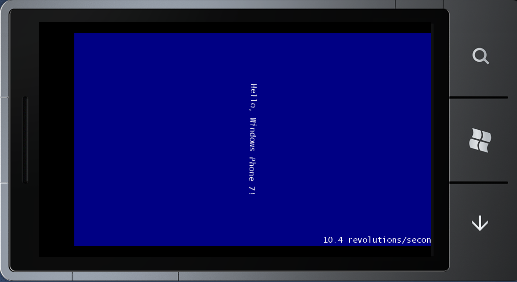 Hello, Windows Phone 7!
10.4 revolutions/secon